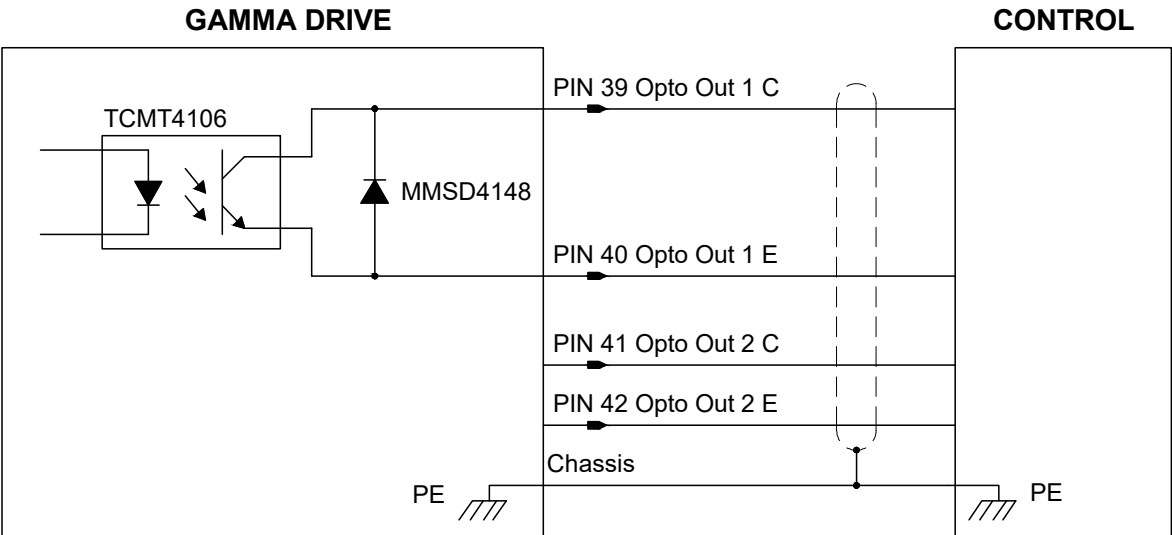 GAMMA DRIVE
CONTROL
PIN 39 Opto Out 1 C
TCMT4106
MMSD4148
PIN 40 Opto Out 1 E
PIN 41 Opto Out 2 C
PIN 42 Opto Out 2 E
Chassis
PE
PE